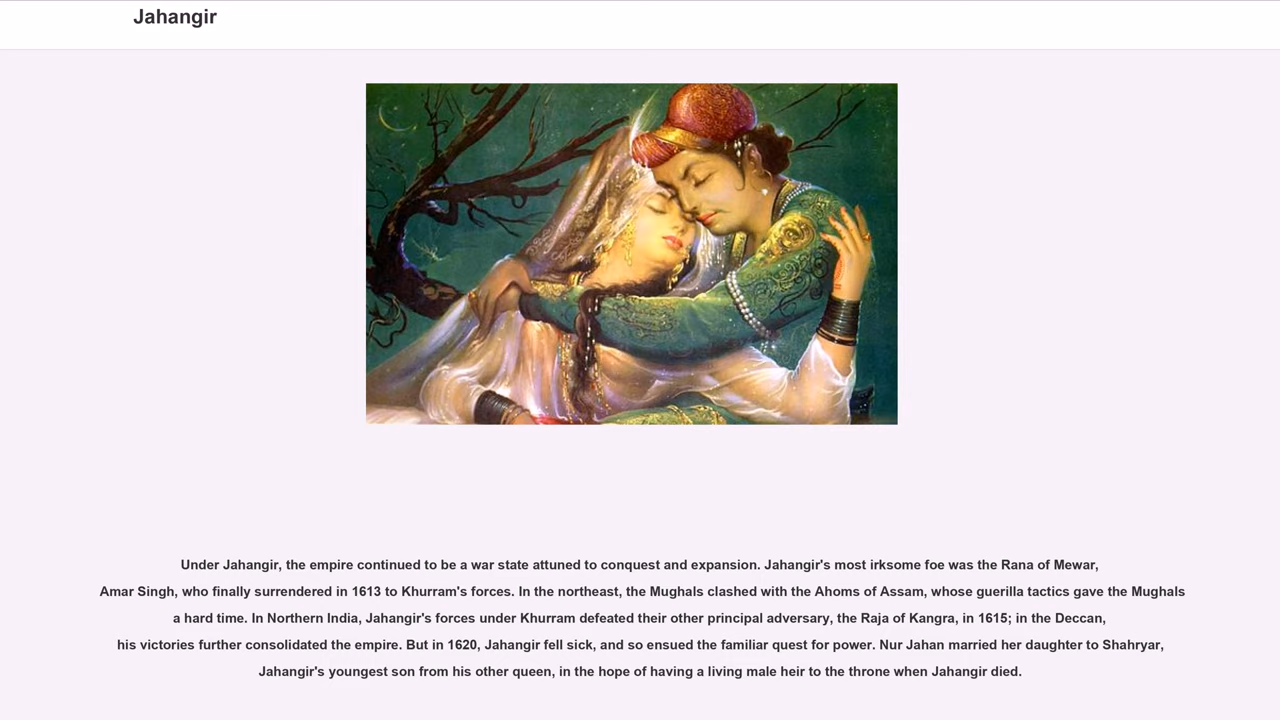 Jahangir
Under Jahangir, the empire continued to be a war state attuned to conquest and expansion. Jahangir's most irksome foe was the Rana of Mewar,
Amar Singh, who finally surrendered in 1613 to Khurram's forces. In the northeast, the Mughals clashed with the Ahoms of Assam, whose guerilla tactics gave the Mughals
a hard time. In Northern India, Jahangir's forces under Khurram defeated their other principal adversary, the Raja of Kangra, in 1615; in the Deccan,
his victories further consolidated the empire. But in 1620, Jahangir fell sick, and so ensued the familiar quest for power. Nur Jahan married her daughter to Shahryar,
Jahangir's youngest son from his other queen, in the hope of having a living male heir to the throne when Jahangir died.